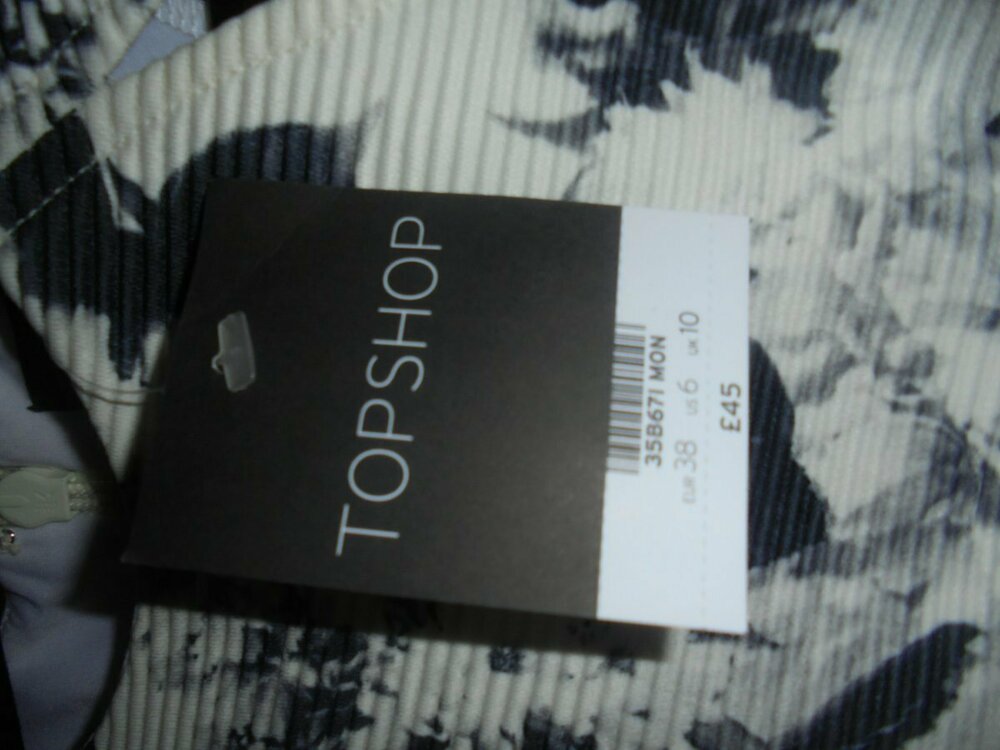 TOPSHOP
35B67I MON
EUR 38 US 6 UK 10
£45